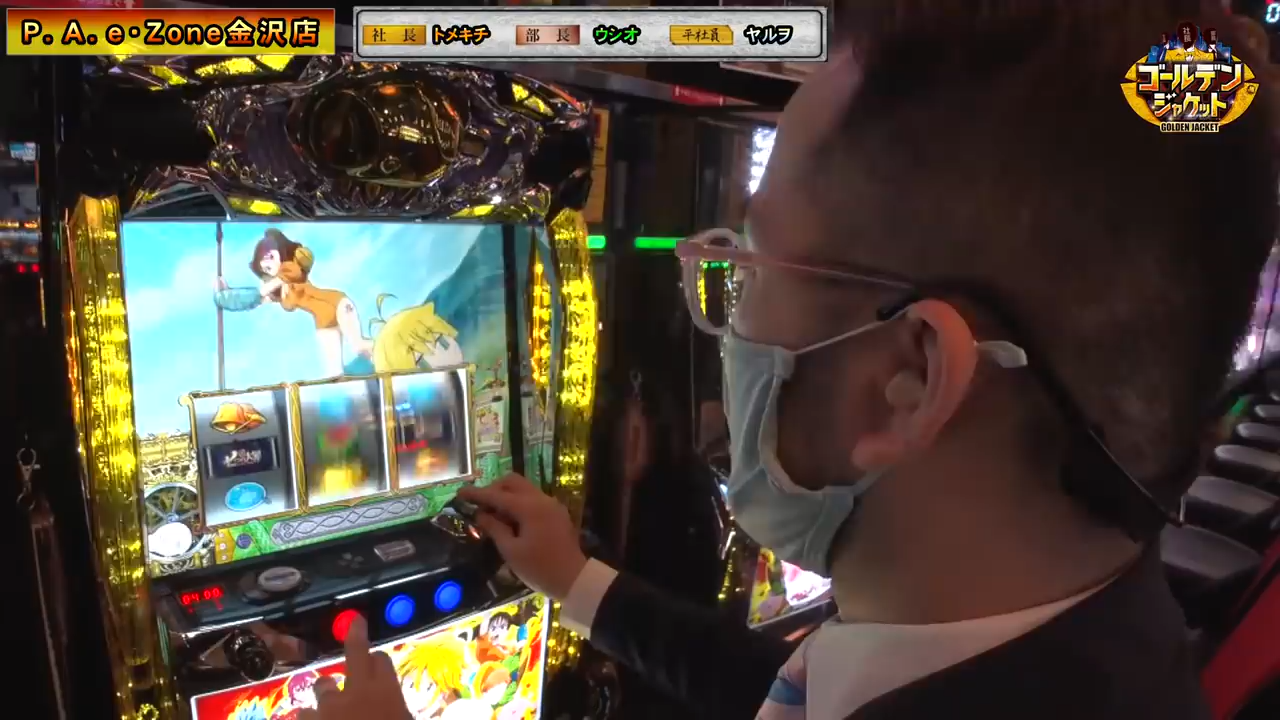 P.A.e･Zone金沢店
社長 トメキチ 部長 ウシオ 平社員 ヤルヲ
ゴールデン
ジャケット
GOLDEN JACKET